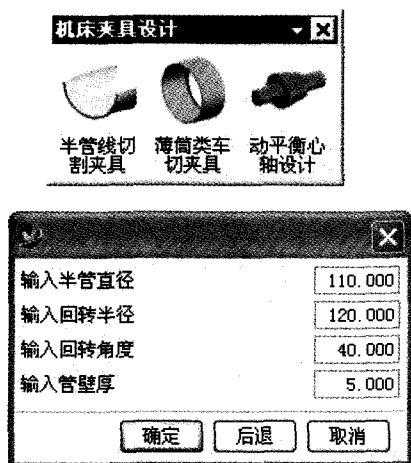 机床夹具设计
半管线切 薄筒类车 动平衡心
割夹具 切夹具 轴设计
输入半管直径 110.000
输入回转半径 120.000
输入回转角度 40.000
输入管壁厚 5.000
确定 后退 取消